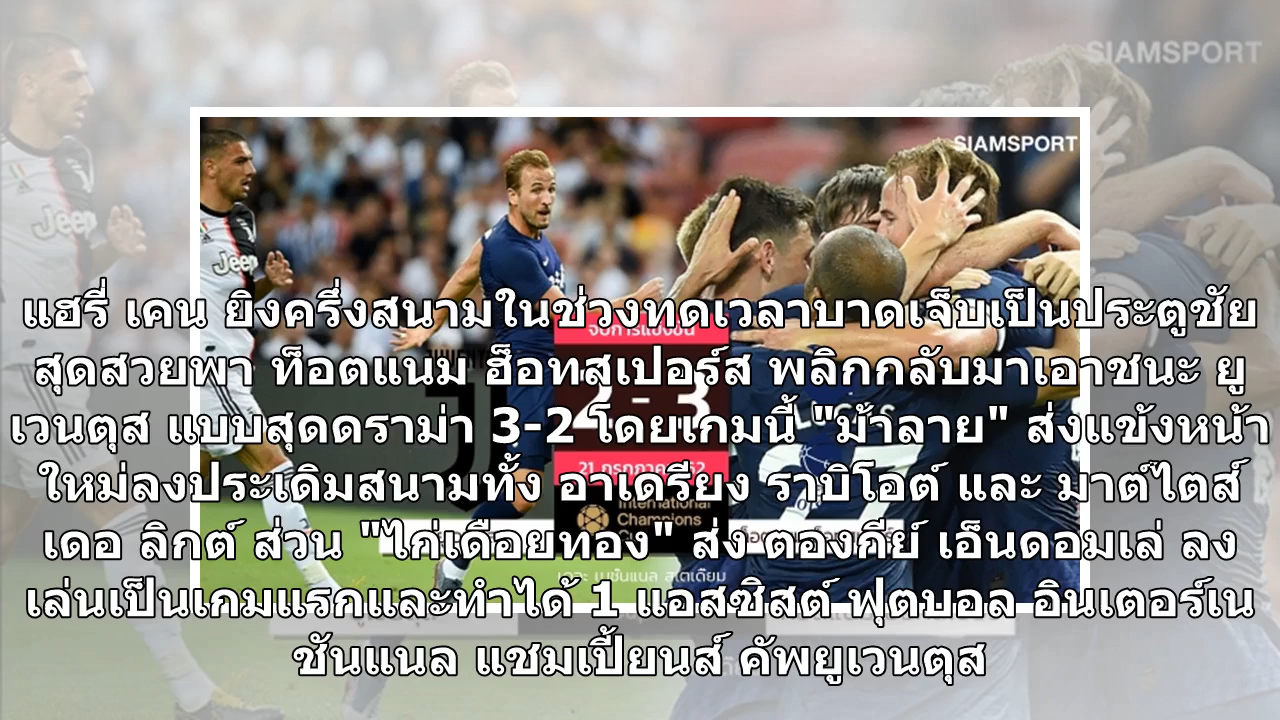 SIAMSPORT
SIAMSPORT
Jeep
Jeep
แฮรี่ เคน ยิงครึ่งสนามในช่วงทดเวลาบาดเจ็บเป็นประตูชัย
สุดสวยพา ท็อตแนม ฮ็อทสเปอร์ส พลิกกลับมาเอาชนะ ยู
2 - 3
เวนตุส แบบสุดดราม่า 3-2 โดยเกมนี้ "ม้าลาย" ส่งแข้งหน้า
ใหม่ลงประเดิมสนามทั้ง อาเดรียง ราบิโอต์ และ มาตไตส์
27
International
Champions
เดอ ลิกต์ ส่วน "ไก่เดือยทอง" ส่ง ตองกีย์ เอ็นดอมเล่ ลง
เล่นเป็นเกมแรกและทำได้ 1 แอสซิสต์ ฟุตบอล อินเตอร์เน
ชันแนล แชมเปี้ยนส์ คัพยูเวนตุส